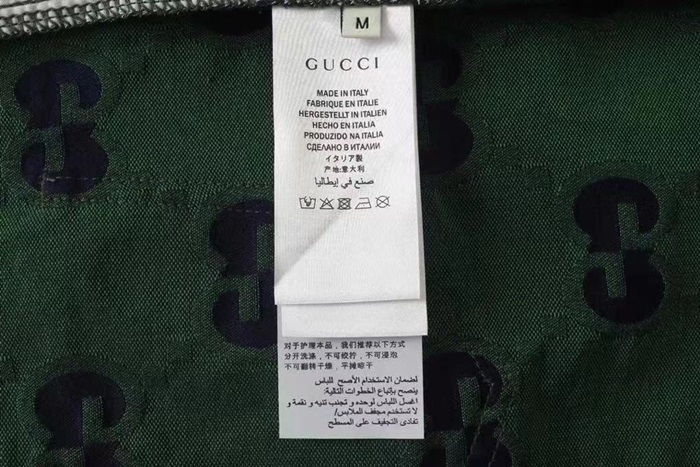 M
GUCCI
MADE IN ITALY
FABRIQUE EN ITALIE
HERGESTELLT IN ITALIEN
HECHO EN ITALIA
PRODUZIDO NA ITALIA
СДЕЛАНО В ИТАЛИИ
イタリア製
产地:意大利
صنع في إيطاليا
对于护理本品，我们推荐以下方式
分开洗涤，不可绞拧，不可浸泡
不可翻转干燥，平摊晾干
لضمان الاستخدام الأصح للباس
ينصح بإتباع الخطوات التالية:
اغسل اللباس لوحده و تجنب تنيه و نقعة و
لا تستخدم مجفف الملابس/
تفادى التجفيف على المسطح